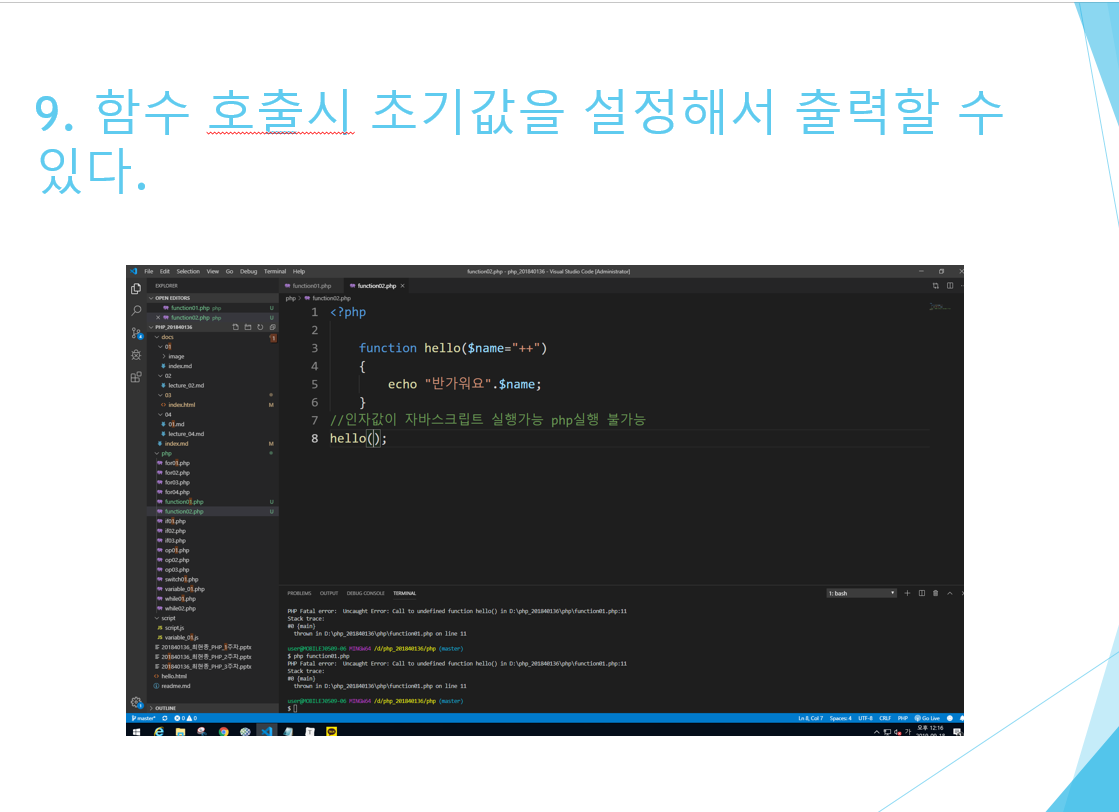 9. 함수 호출시 초기값을 설정해서 출력할 수
있다.
File Edit Selection View Go Debug Terminal Help
function02.php - php_201840136 - Visual Studio Code [Administrator]
EXPLORER
OPEN EDITORS
function01.php php U
function02.php php U
PHP_201840136
docs
01
image
index.md
02
lecture_02.md
03
index.html M
04
01.md
lecture_04.md
index.md M
php
for01.php
for02.php
for03.php
for04.php
function01.php U
function02.php U
if01.php
if02.php
if03.php
op01.php
op02.php
op03.php
switch01.php
variable_01.php
while01.php
while02.php
script
script.js
variable_01.js
201840136_최현종_PHP_1주차.pptx
201840136_최현종_PHP_2주차.pptx
201840136_최현종_PHP_3주차.pptx
hello.html
readme.md
OUTLINE
function01.php function02.php
php > function02.php
1 <?php
2
3 function hello($name="++")
4 {
5 echo "반가워요".$name;
6 }
7 //인자값이 자바스크립트 실행가능 php실행 불가능
8 hello();
PROBLEMS OUTPUT DEBUG CONSOLE TERMINAL
1: bash
PHP Fatal error: Uncaught Error: Call to undefined function hello() in D:\php_201840136\php\function01.php:11
Stack trace:
#0 {main}
thrown in D:\php_201840136\php\function01.php on line 11
user@MOBILE30509-06 MINGW64 /d/php_201840136/php (master)
$ php function01.php
PHP Fatal error: Uncaught Error: Call to undefined function hello() in D:\php_201840136\php\function01.php:11
Stack trace:
#0 {main}
thrown in D:\php_201840136\php\function01.php on line 11
user@MOBILE30509-06 MINGW64 /d/php_201840136/php (master)
$
master* 0 0
Ln 8, Col 7 Spaces: 4 UTF-8 CRLF PHP Go Live
가 오후 12:16